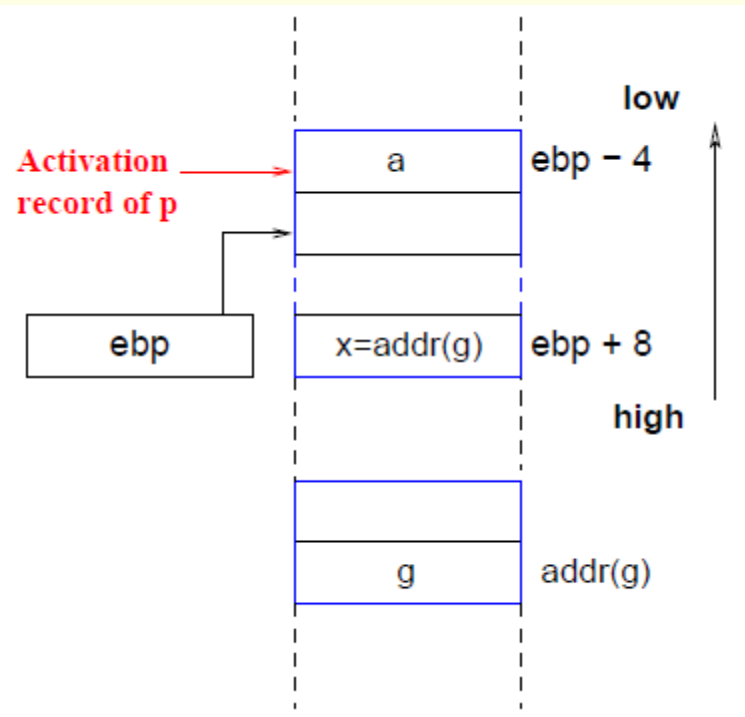 low
Activation
record of p
a
ebp − 4
ebp
x=addr(g)
ebp + 8
high
g
addr(g)